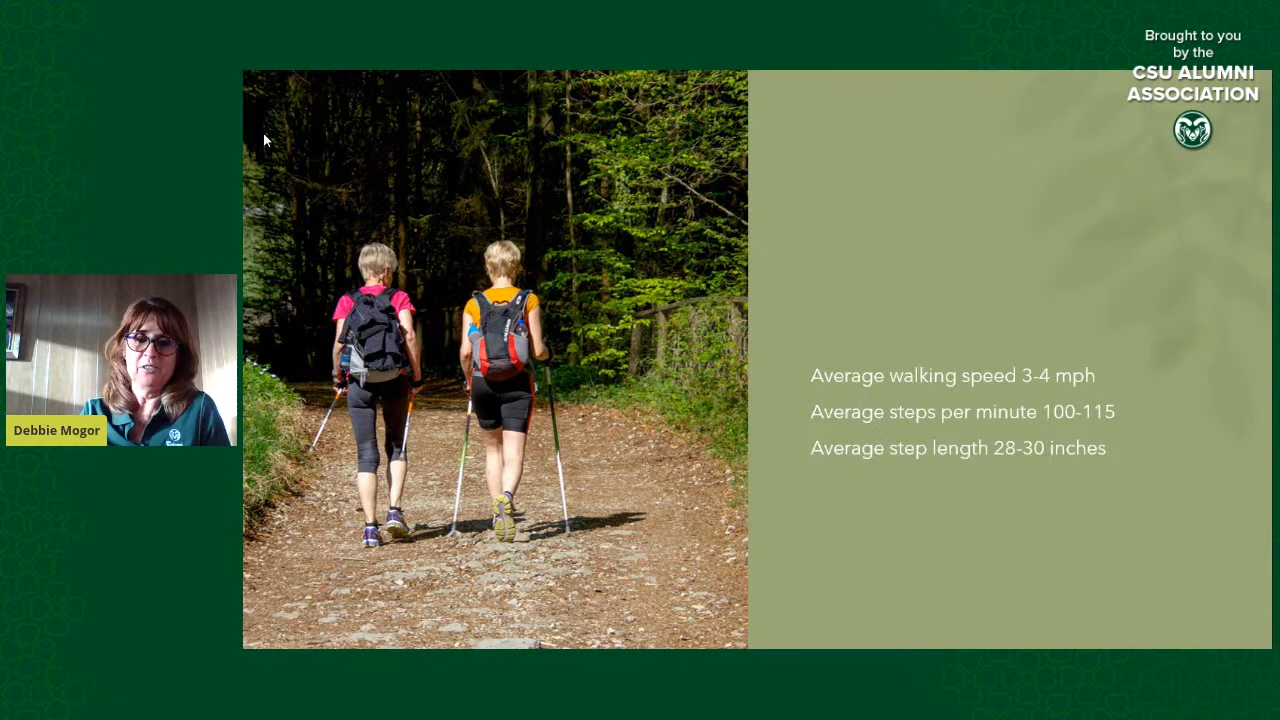 Brought to you
by the
CSU ALUMNI
ASSOCIATION
Average walking speed 3-4 mph
Average steps per minute 100-115
Average step length 28-30 inches
Debbie Mogor